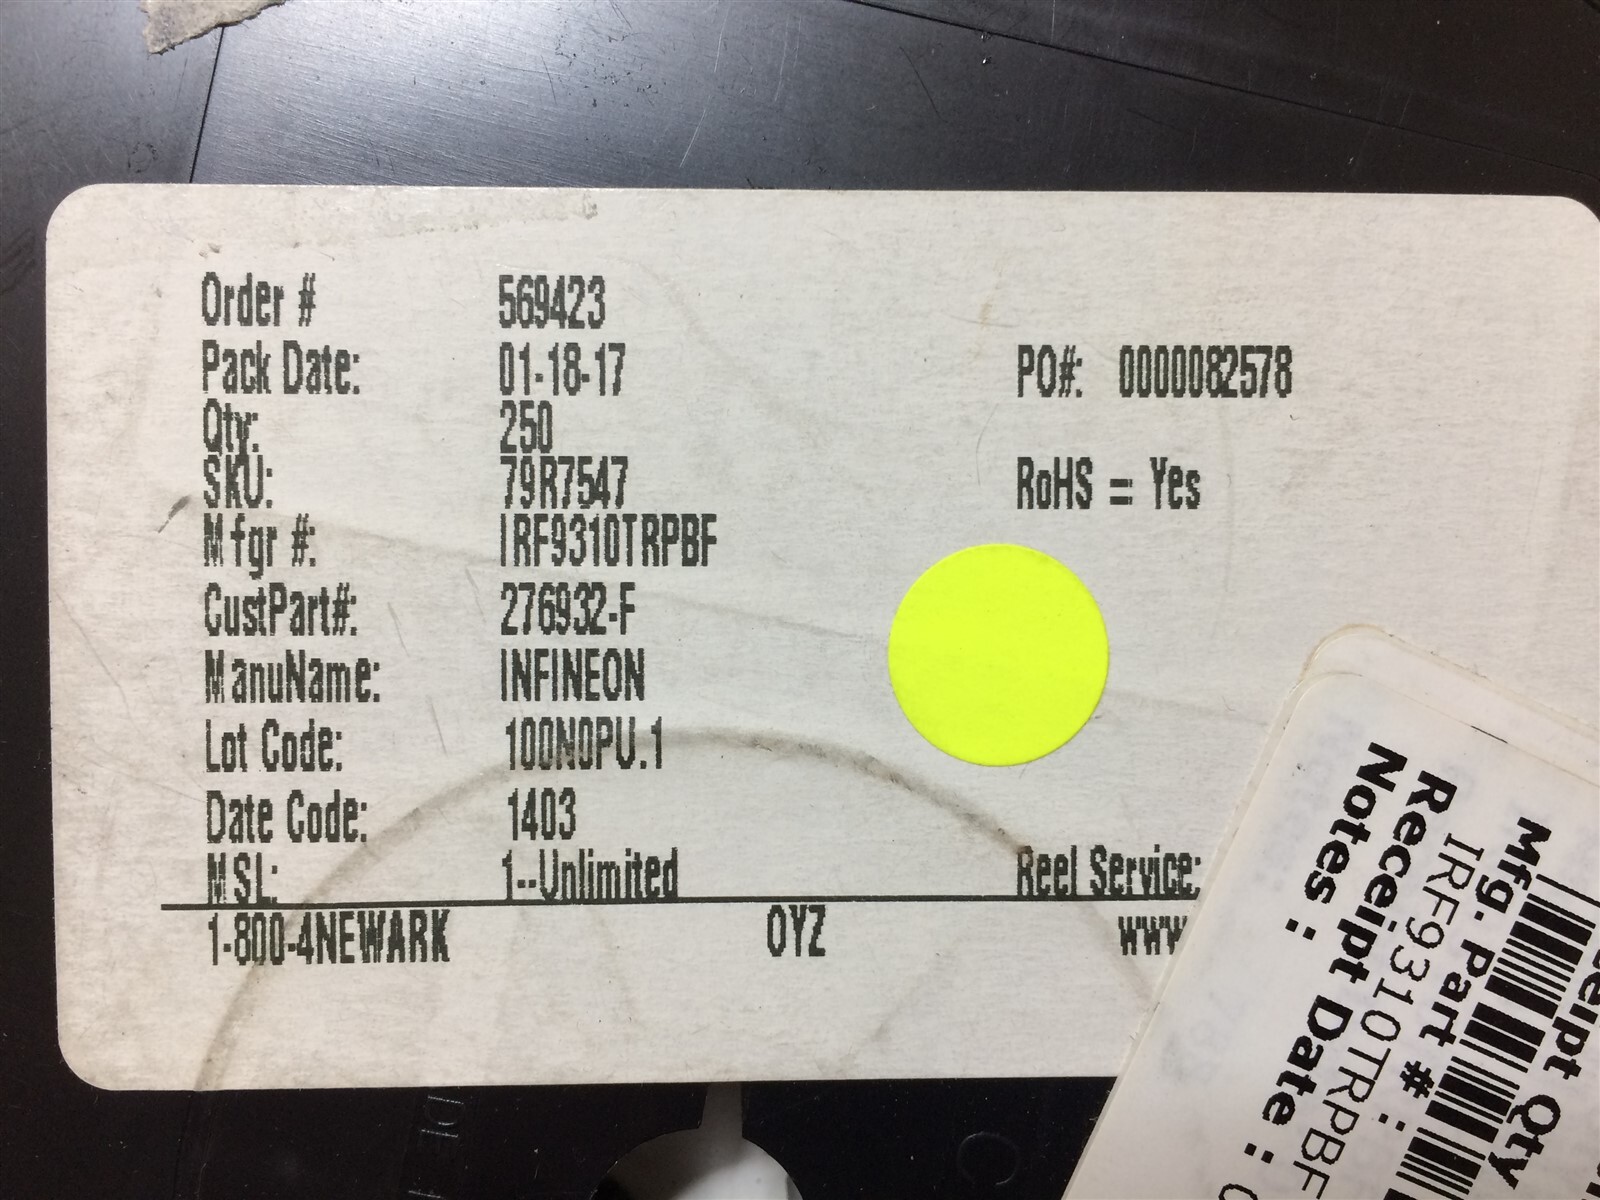 Order # 569423
Pack Date: 01-18-17 PO#: 0000082578
Qty: 250
SKU: 79R7547 RoHS = Yes
Mfgr #: IRF9310TRPBF
CustPart#: 276932-F
ManuName: INFINEON
Lot Code: 100N0PU.1
Date Code: 1403
MSL: 1--Unlimited Reel Service:
1-800-4NEWARK OYZ www
Qty
Mfg. Part # :
IRF9310TRPBF
Receipt Date :
Notes :